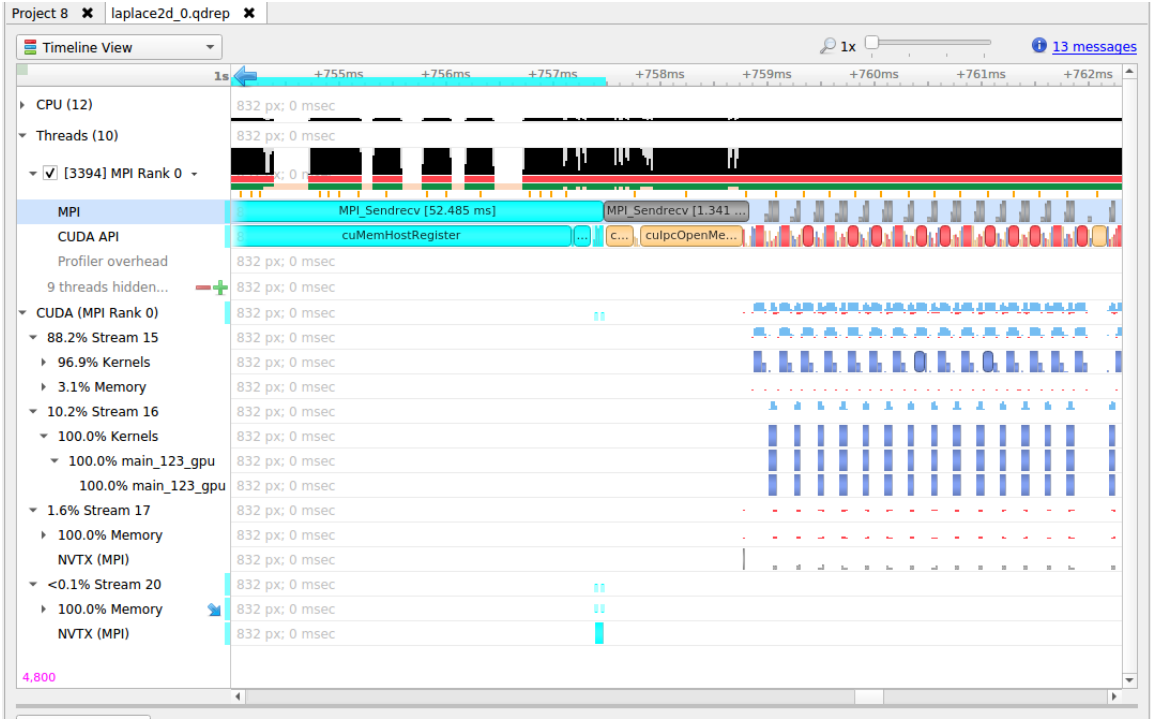 Project 8 ✖ laplace2d_0.qdrep ✖
Timeline View 1x 13 messages
1s +755ms +756ms +757ms +758ms +759ms +760ms +761ms +762ms
CPU (12) 832 px; 0 msec
Threads (10) 832 px; 0 msec
[3394] MPI Rank 0
MPI MPI_Sendrecv [52.485 ms] MPI_Sendrecv [1.341 ...
CUDA API cuMemHostRegister ... c... cuIpcOpenMe...
Profiler overhead 832 px; 0 msec
9 threads hidden... 832 px; 0 msec
CUDA (MPI Rank 0) 832 px; 0 msec
88.2% Stream 15 832 px; 0 msec
96.9% Kernels 832 px; 0 msec
3.1% Memory 832 px; 0 msec
10.2% Stream 16 832 px; 0 msec
100.0% Kernels 832 px; 0 msec
100.0% main_123_gpu 832 px; 0 msec
100.0% main_123_gpu 832 px; 0 msec
1.6% Stream 17 832 px; 0 msec
100.0% Memory 832 px; 0 msec
NVTX (MPI) 832 px; 0 msec
<0.1% Stream 20 832 px; 0 msec
100.0% Memory 832 px; 0 msec
NVTX (MPI) 832 px; 0 msec
4,800